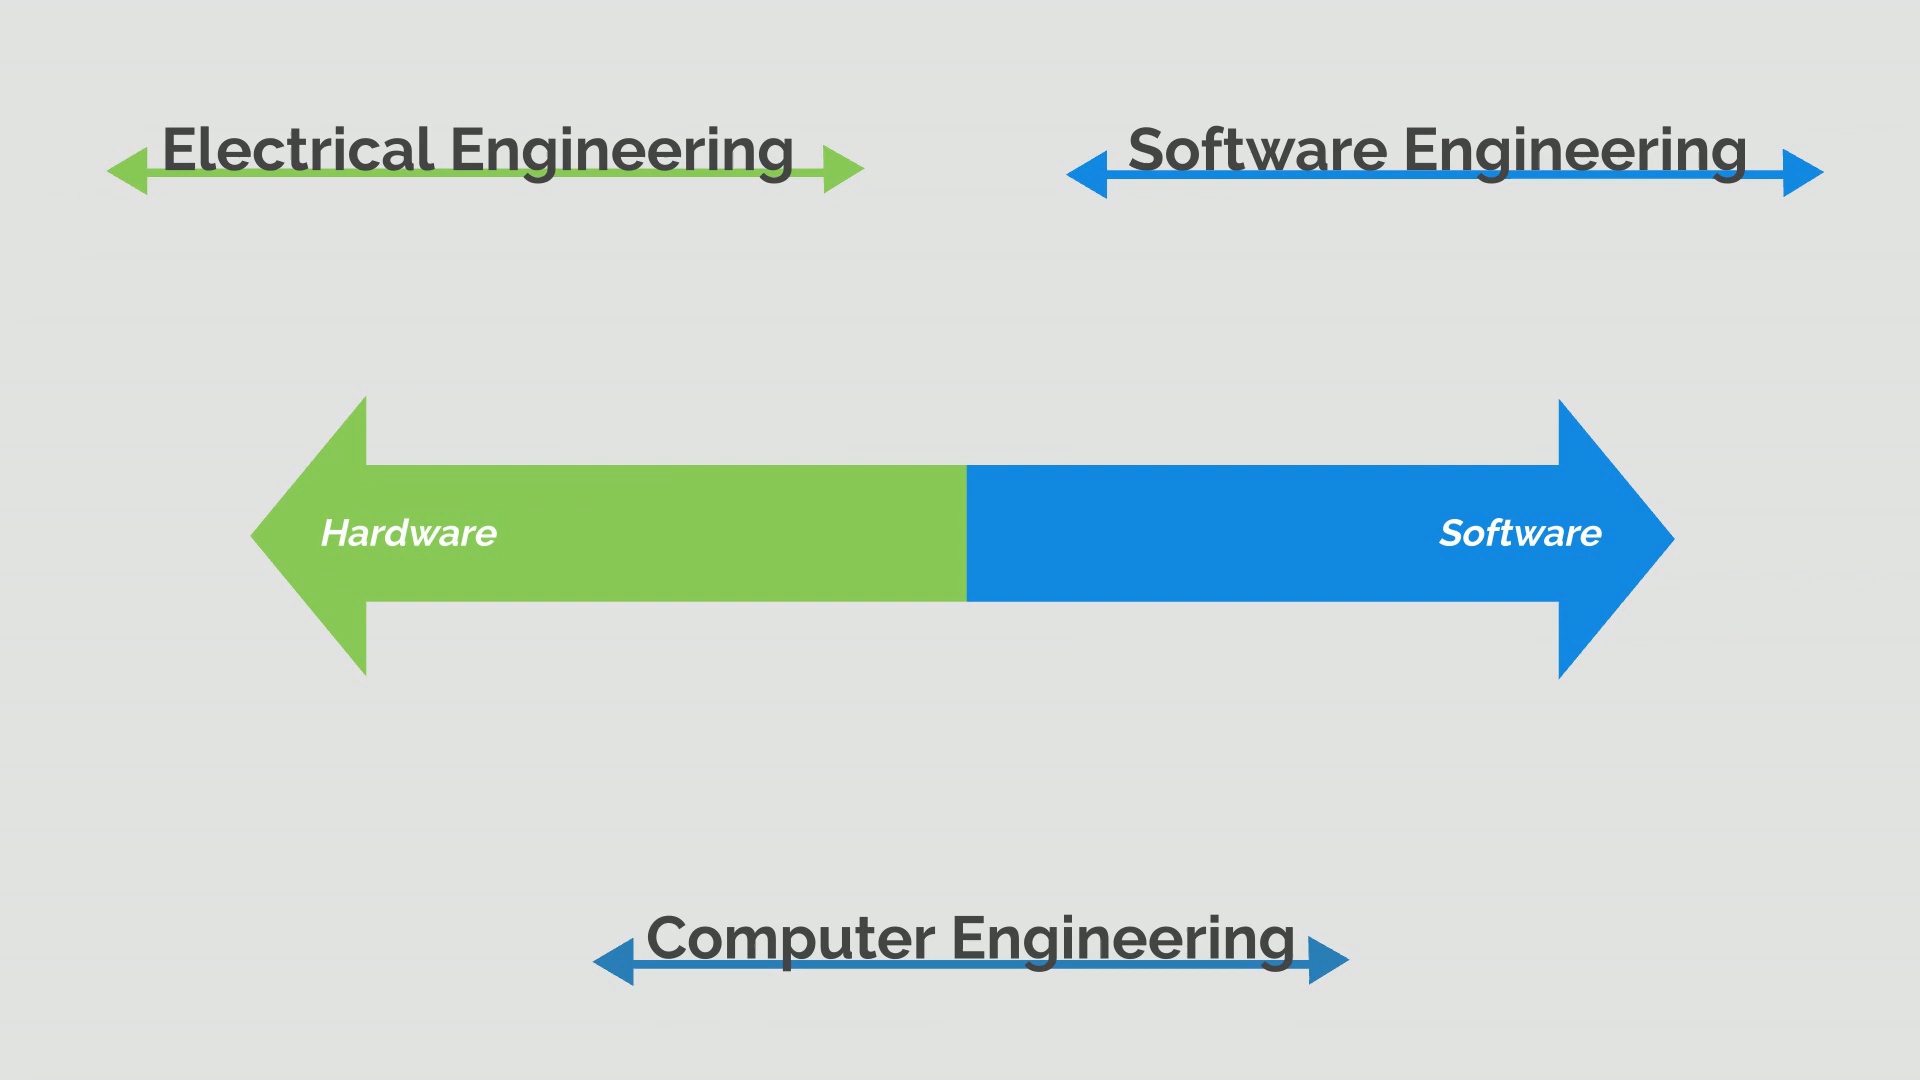 Electrical Engineering
Software Engineering
Hardware
Software
Computer Engineering